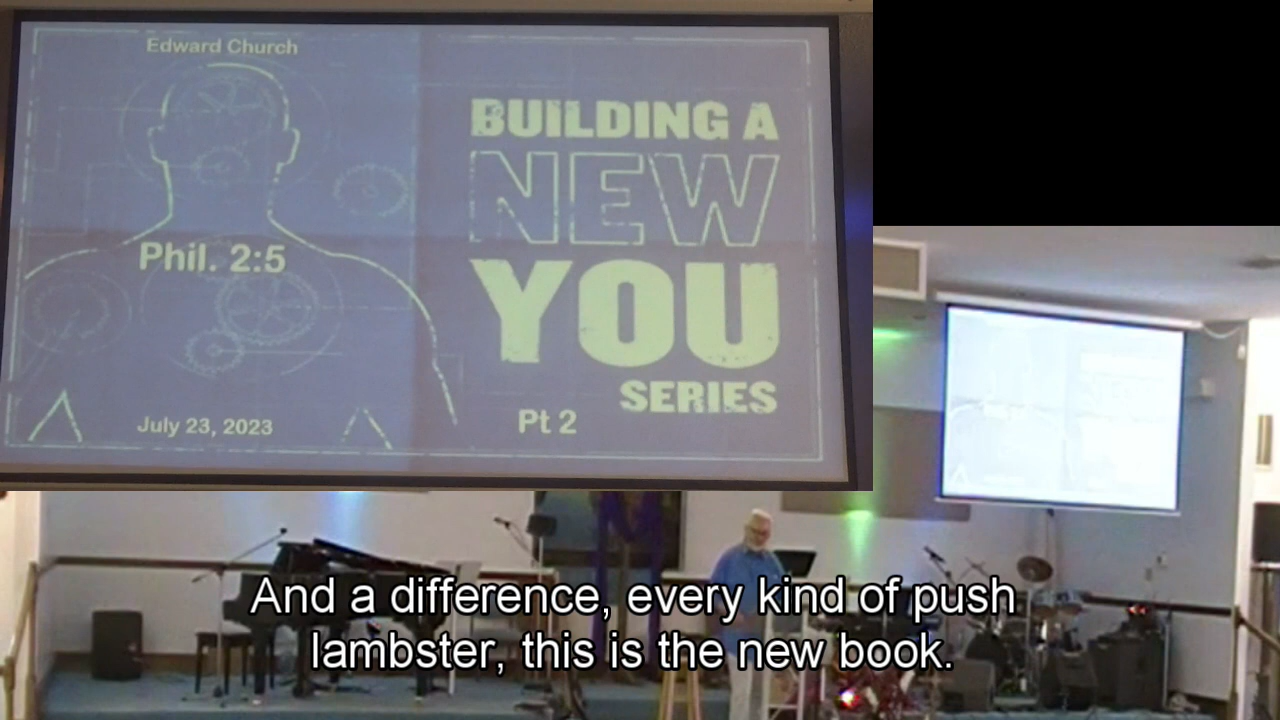 Edward Church
Phil. 2:5
July 23, 2023
BUILDING A
NEW
YOU
SERIES
Pt 2
And a difference, every kind of push
lambster, this is the new book.